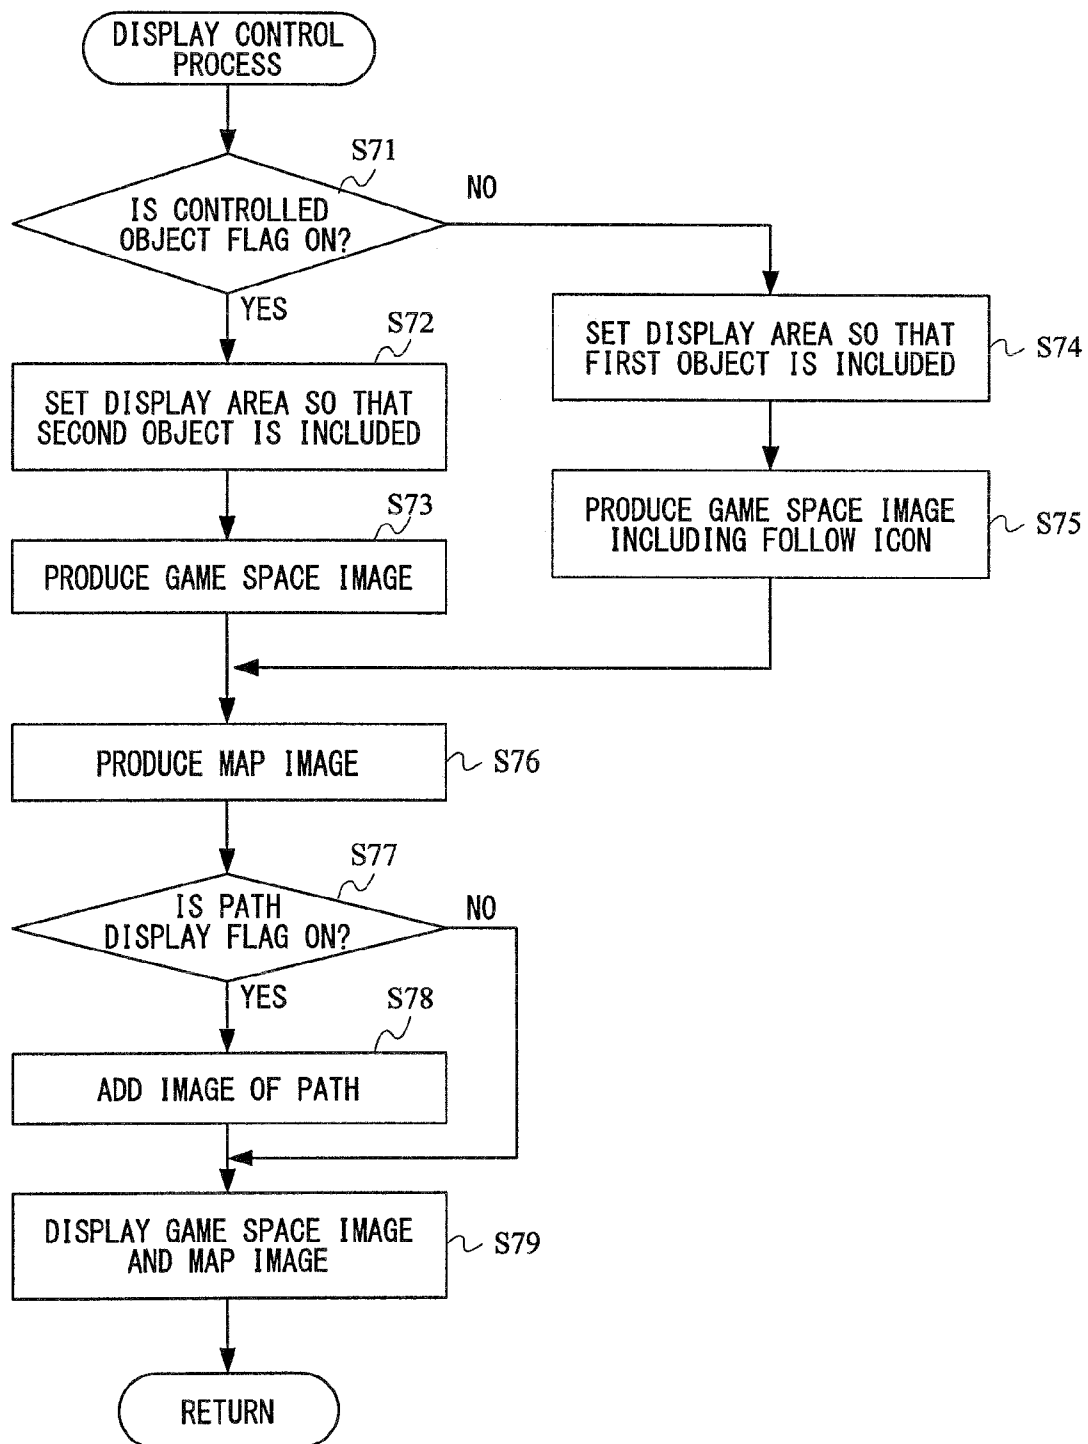 DISPLAY CONTROL
PROCESS
S71
IS CONTROLLED
OBJECT FLAG ON?
NO
YES
S72
SET DISPLAY AREA SO THAT
SECOND OBJECT IS INCLUDED
SET DISPLAY AREA SO THAT
FIRST OBJECT IS INCLUDED
S74
S73
PRODUCE GAME SPACE IMAGE
PRODUCE GAME SPACE IMAGE
INCLUDING FOLLOW ICON
S75
PRODUCE MAP IMAGE
S76
S77
IS PATH
DISPLAY FLAG ON?
NO
YES
S78
ADD IMAGE OF PATH
DISPLAY GAME SPACE IMAGE
AND MAP IMAGE
S79
RETURN